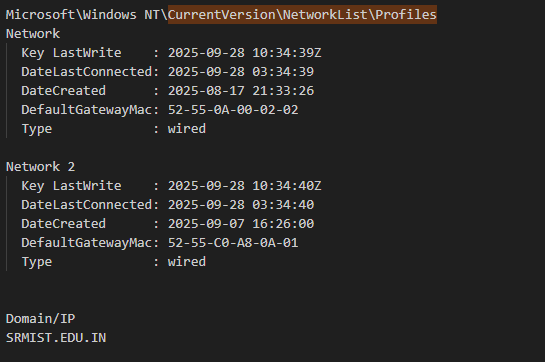 Microsoft\Windows NT\CurrentVersion\NetworkList\Profiles
Network
  Key LastWrite    : 2025-09-28 10:34:39Z
  DateLastConnected: 2025-09-28 03:34:39
  DateCreated      : 2025-08-17 21:33:26
  DefaultGatewayMac: 52-55-0A-00-02-02
  Type             : wired
Network 2
  Key LastWrite    : 2025-09-28 10:34:40Z
  DateLastConnected: 2025-09-28 03:34:40
  DateCreated      : 2025-09-07 16:26:00
  DefaultGatewayMac: 52-55-C0-A8-0A-01
  Type             : wired
Domain/IP
SRMIST.EDU.IN